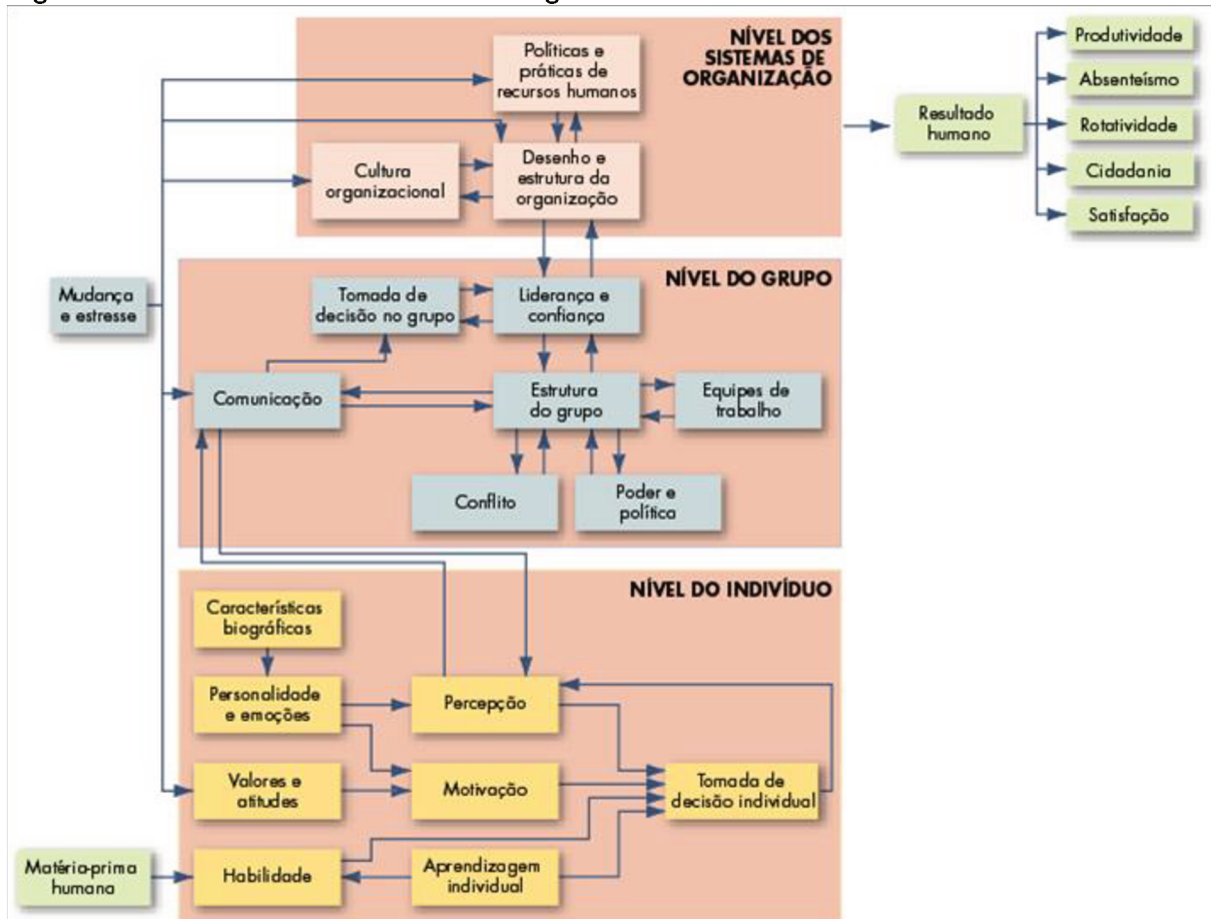 NÍVEL DOS
SISTEMAS DE
ORGANIZAÇÃO
Políticas e
práticas de
recursos humanos
Cultura
organizacional
Desenho e
estrutura da
organização
Resultado
humano
Produtividade
Absenteísmo
Rotatividade
Cidadania
Satisfação
Mudança
e estresse
NÍVEL DO GRUPO
Tomada de
decisão no grupo
Liderança e
confiança
Comunicação
Estrutura
do grupo
Equipes de
trabalho
Conflito
Poder e
política
NÍVEL DO INDIVÍDUO
Características
biográficas
Personalidade
e emoções
Percepção
Valores e
atitudes
Motivação
Tomada de
decisão individual
Matério-prima
humana
Habilidade
Aprendizagem
individual